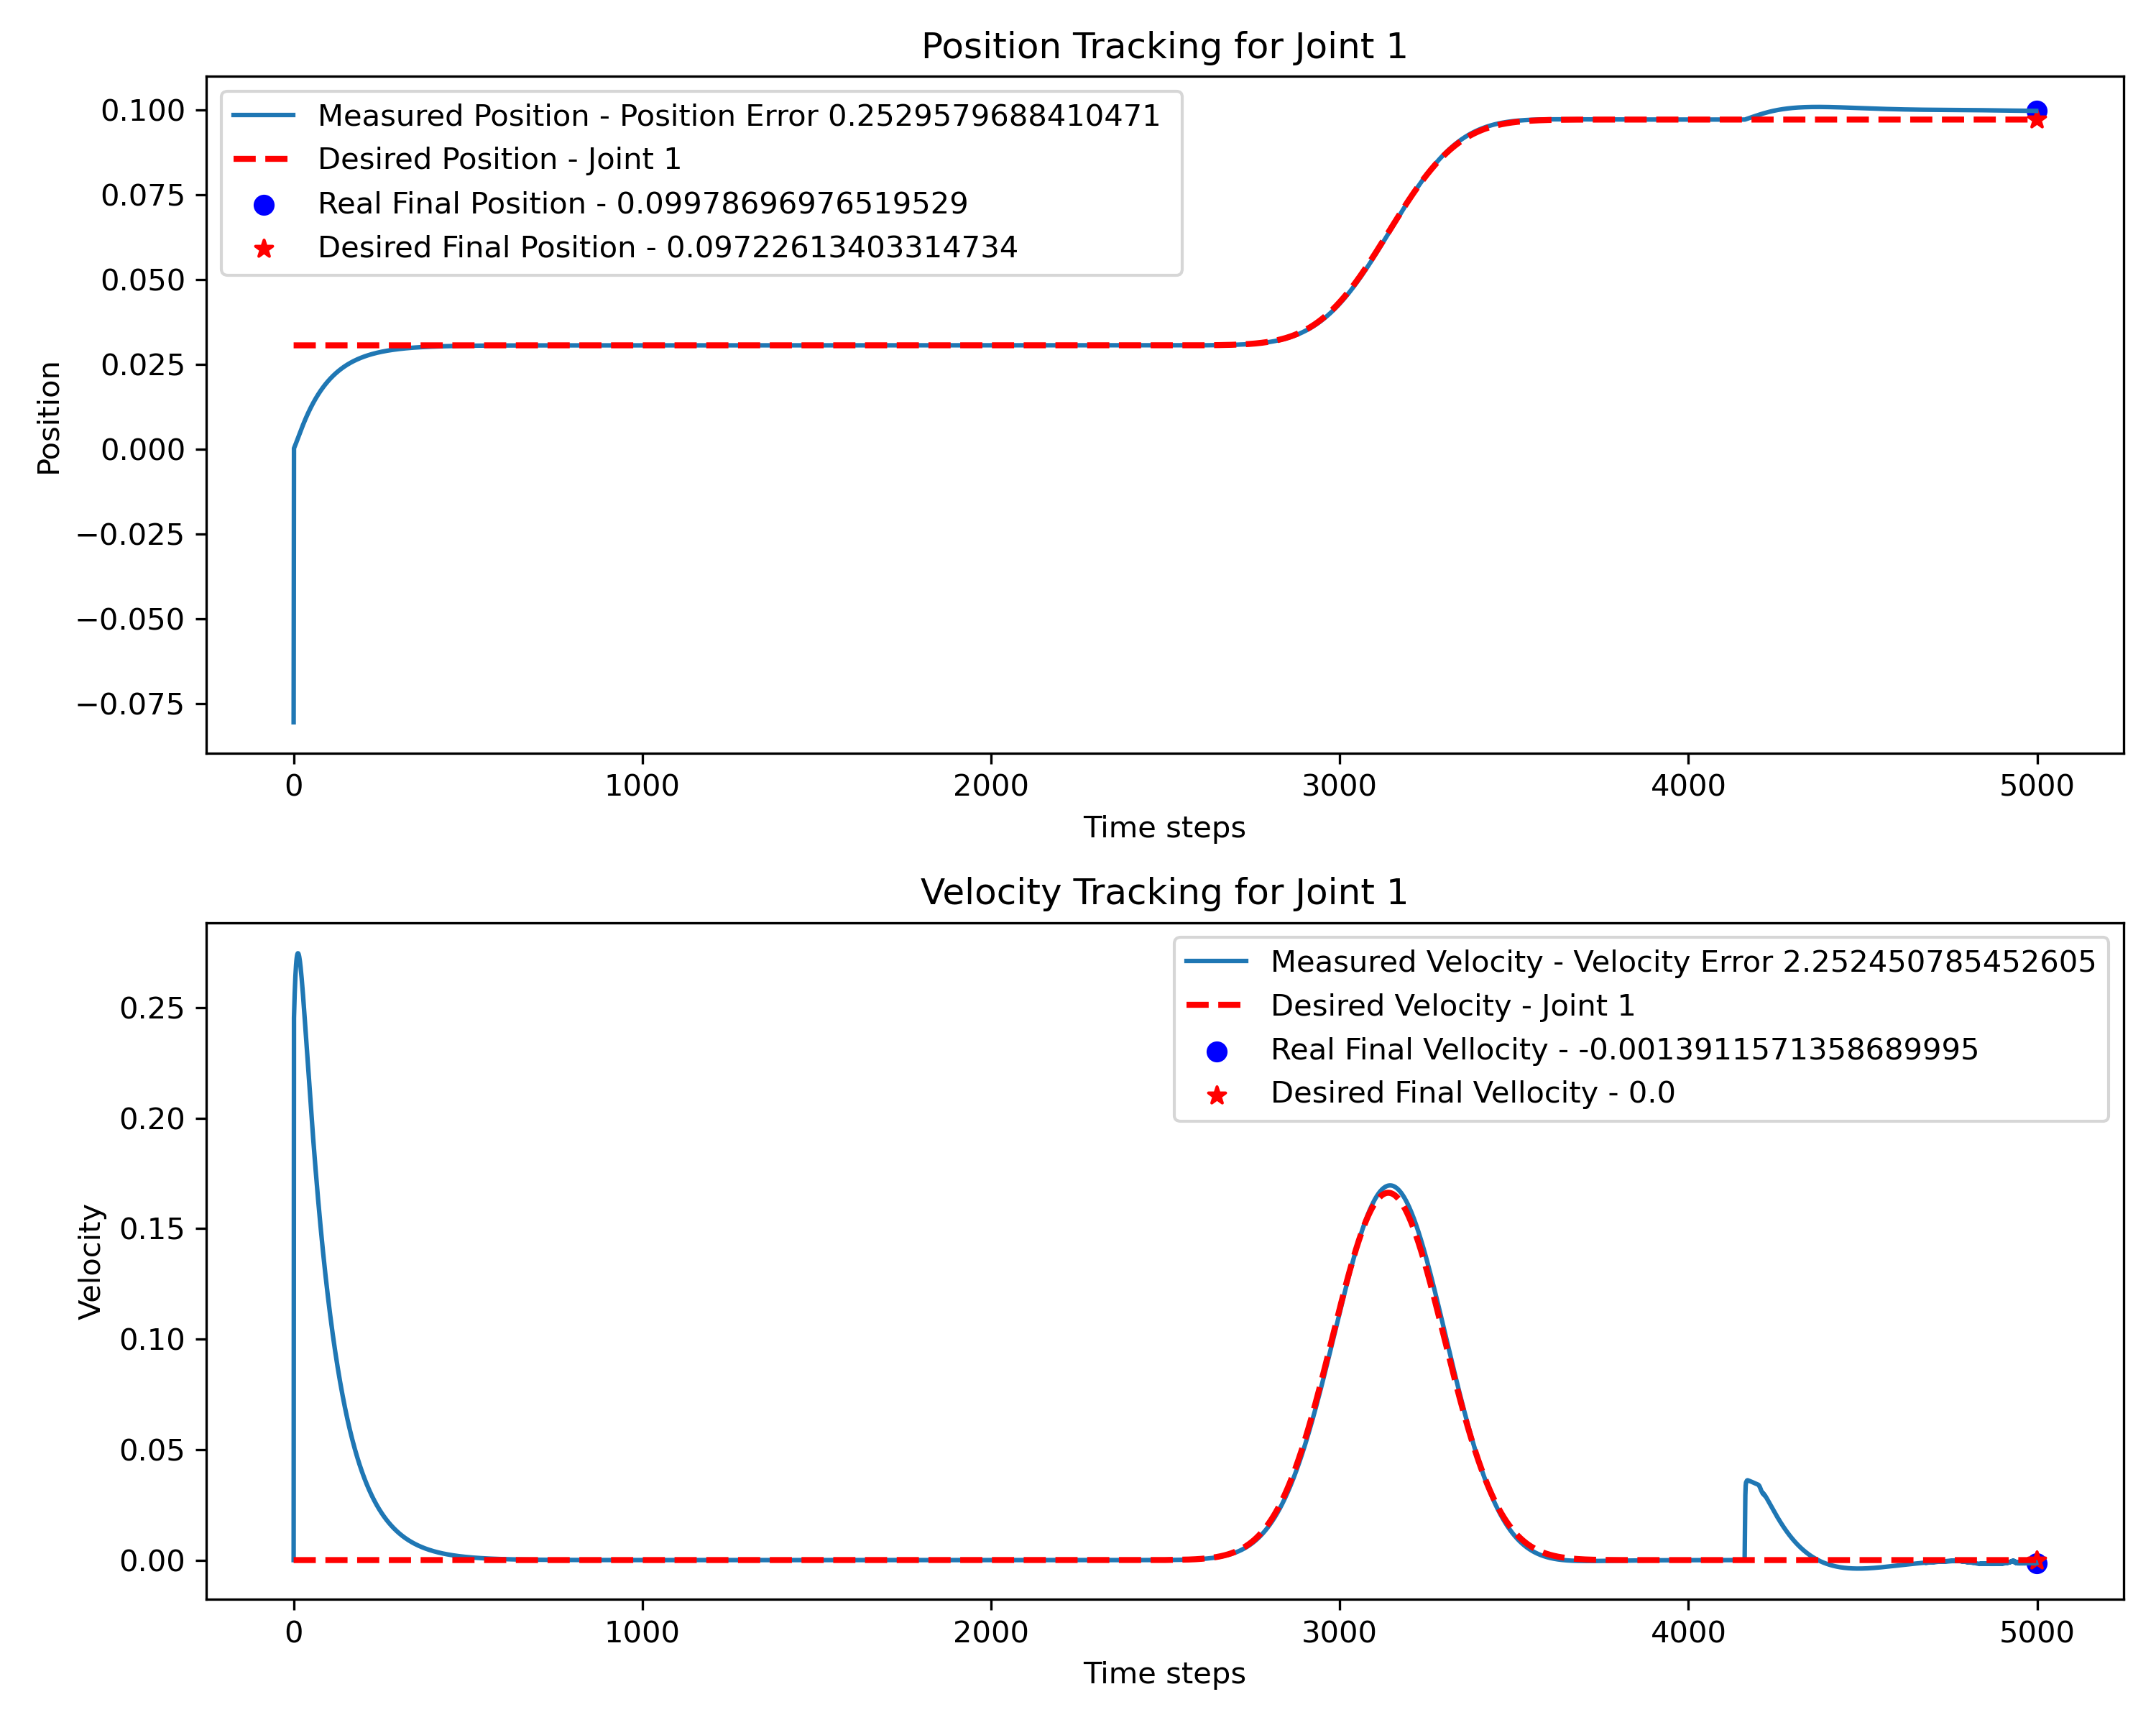 Position Tracking for Joint 1
Measured Position - Position Error 0.2529579688410471
Desired Position - Joint 1
Real Final Position - 0.09978696976519529
Desired Final Position - 0.09722613403314734
0.100
0.075
0.050
0.025
0.000
−0.025
−0.050
−0.075
Position
0 1000 2000 3000 4000 5000
Time steps
Velocity Tracking for Joint 1
Measured Velocity - Velocity Error 2.252450785452605
Desired Velocity - Joint 1
Real Final Vellocity - -0.0013911571358689995
Desired Final Vellocity - 0.0
0.25
0.20
0.15
0.10
0.05
0.00
Velocity
0 1000 2000 3000 4000 5000
Time steps